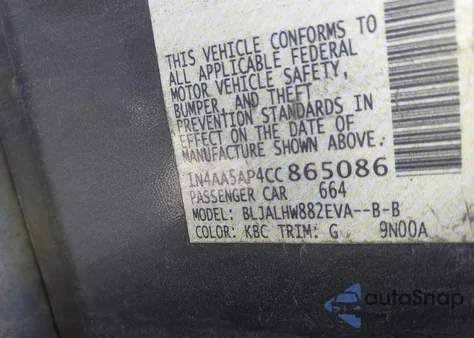 THIS VEHICLE CONFORMS TO
ALL APPLICABLE FEDERAL
MOTOR VEHICLE SAFETY,
BUMPER, AND THEFT
PREVENTION STANDARDS IN
EFFECT ON THE DATE OF
MANUFACTURE SHOWN ABOVE.
1N4AA5AP4CC865086
PASSENGER CAR 664
MODEL: BLJALHW882EVA--B-B
COLOR: KBC TRIM: G 9N00A
autoSnap